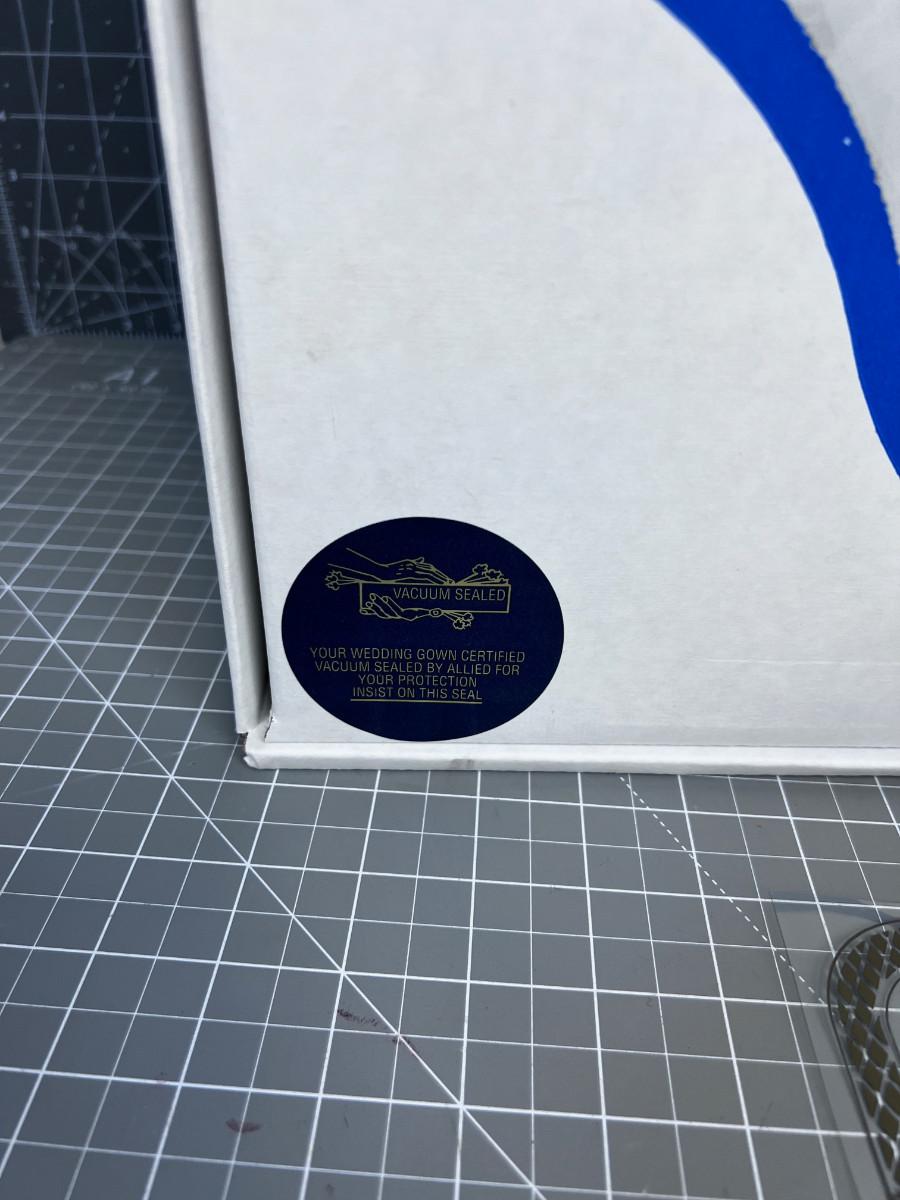 VACUUM SEALED
YOUR WEDDING GOWN CERTIFIED
VACUUM SEALED BY ALLIED FOR
YOUR PROTECTION
INSIST ON THIS SEAL